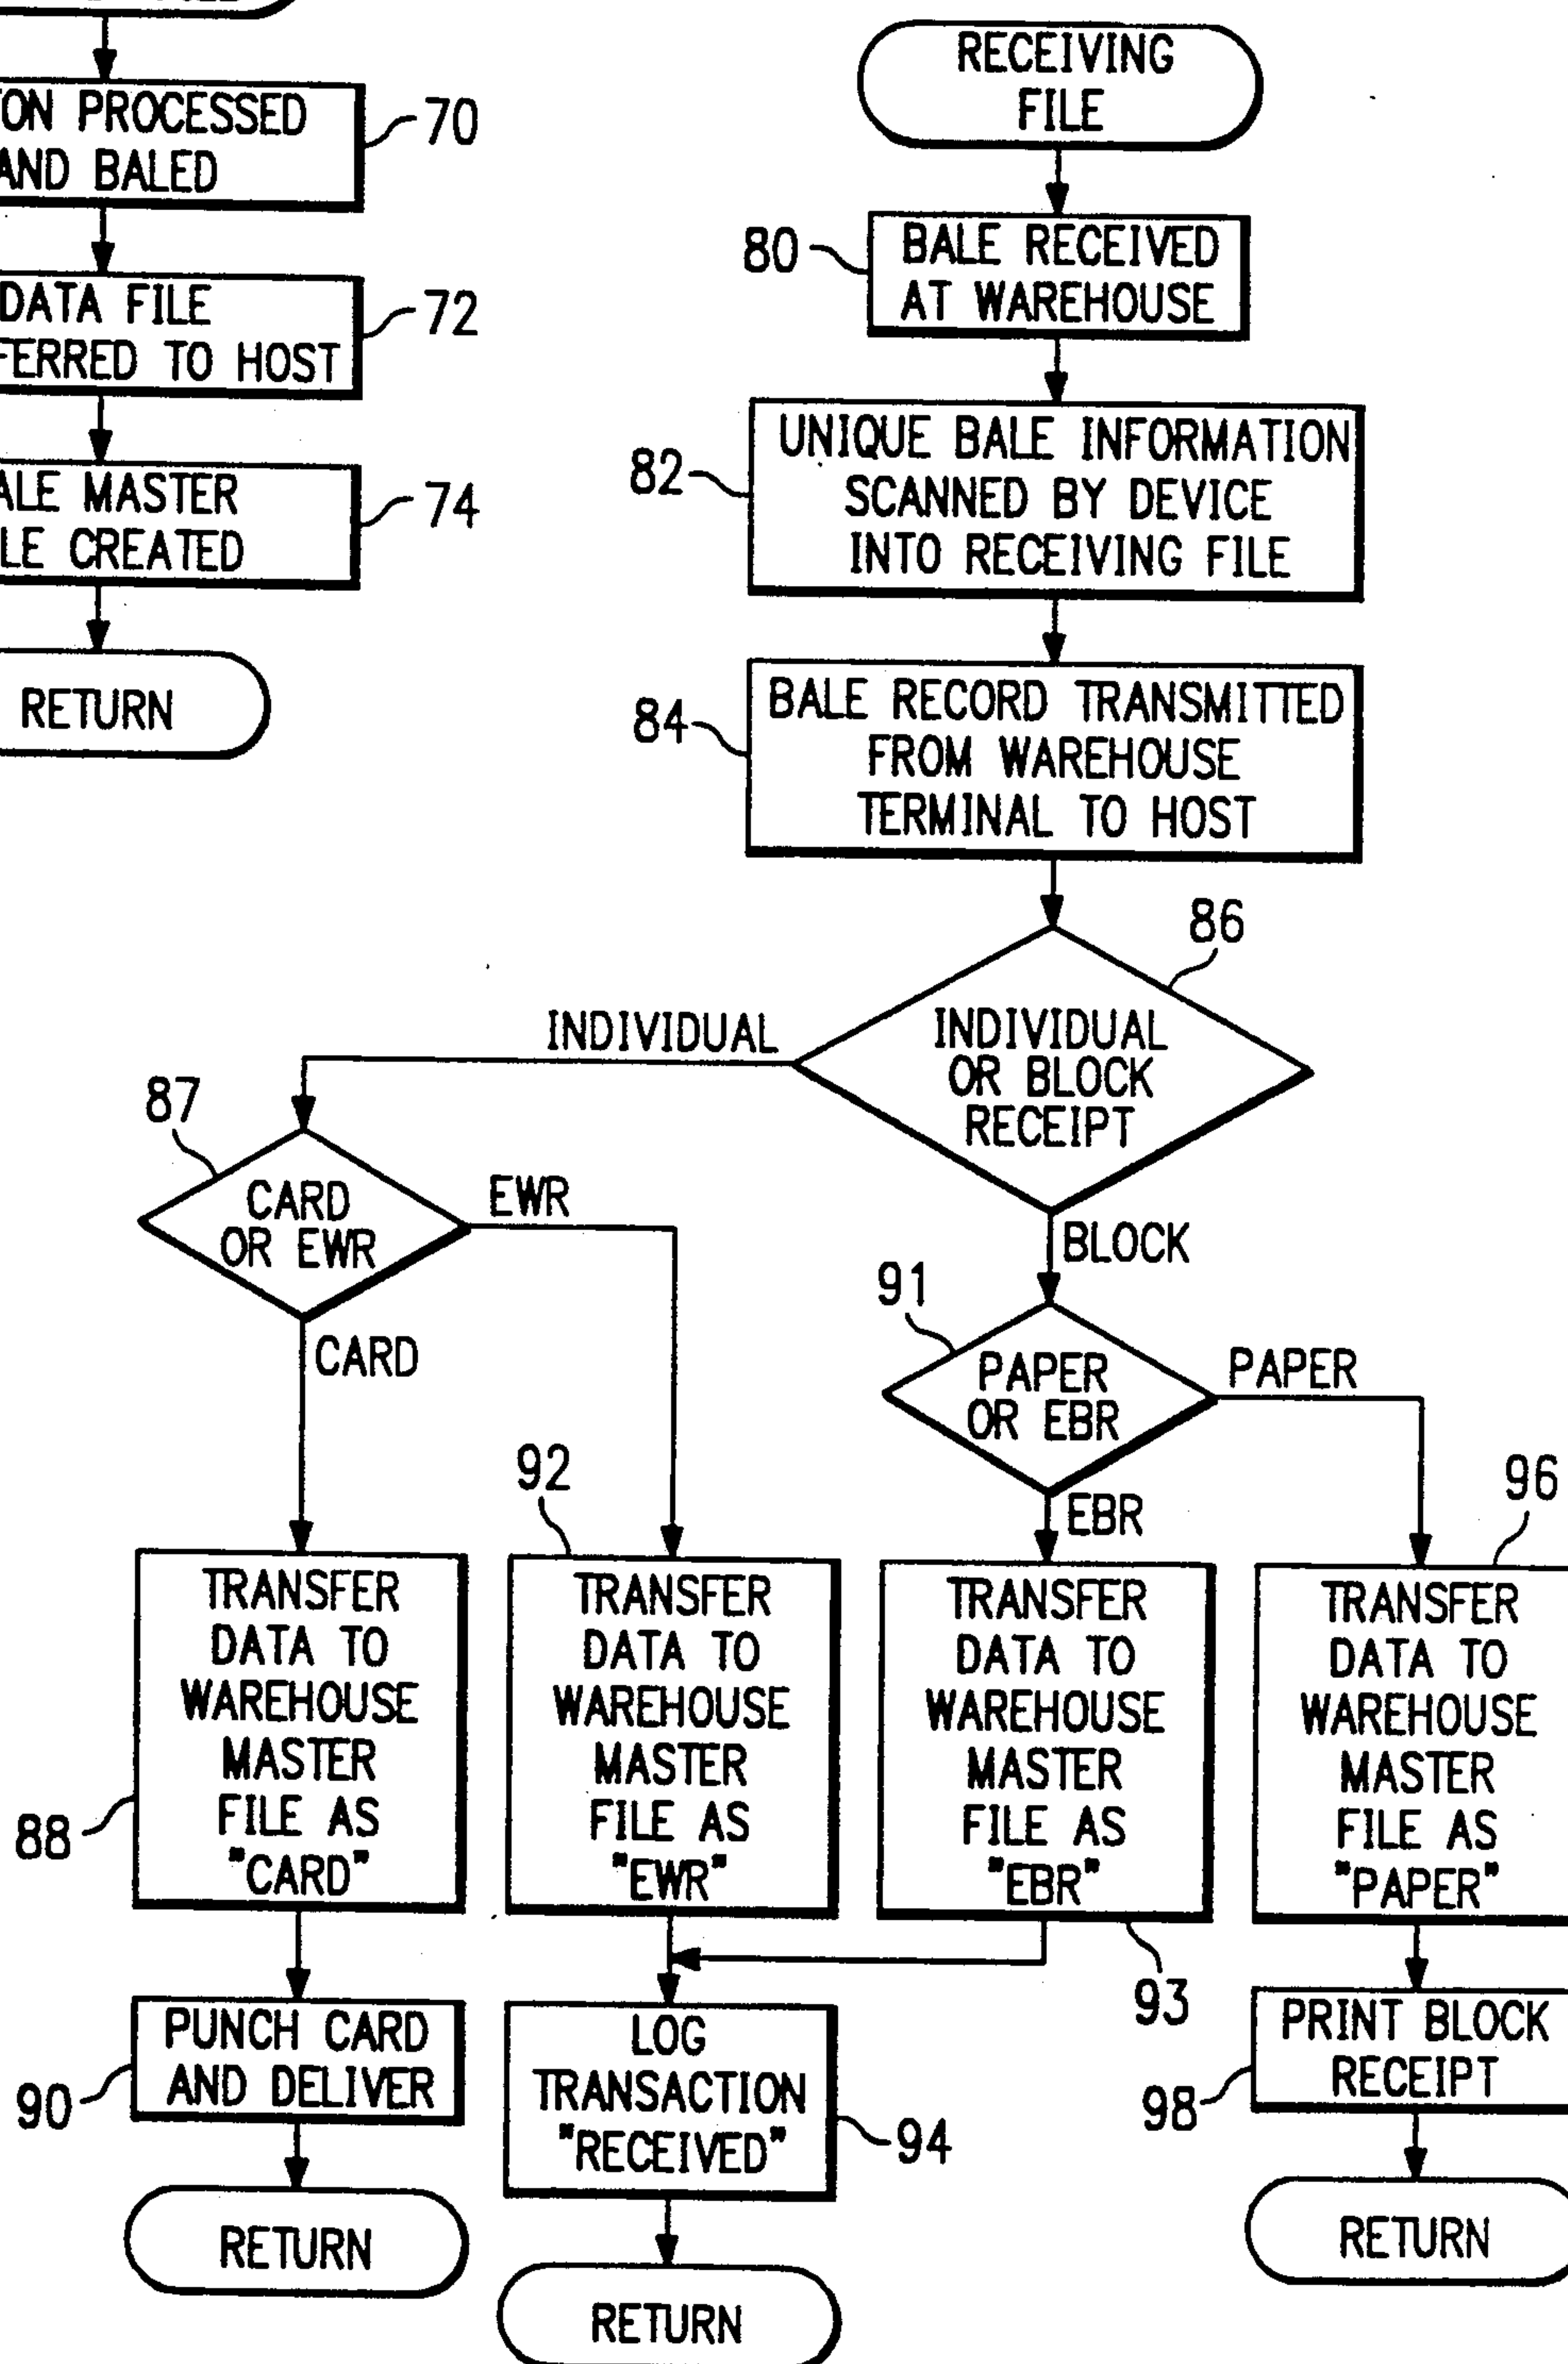 PROCESSED
AND BALED
70
DATA FILE
TO HOST
72
MASTER
CREATED
74
RETURN
RECEIVING
FILE
80
BALE RECEIVED
AT WAREHOUSE
82
UNIQUE BALE INFORMATION
SCANNED BY DEVICE
INTO RECEIVING FILE
84
BALE RECORD TRANSMITTED
FROM WAREHOUSE
TERMINAL TO HOST
86
INDIVIDUAL
OR BLOCK
RECEIPT
INDIVIDUAL
BLOCK
87
CARD
OR EWR
EWR
CARD
91
PAPER
OR EBR
PAPER
EBR
88
TRANSFER
DATA TO
WAREHOUSE
MASTER
FILE AS
"CARD"
92
TRANSFER
DATA TO
WAREHOUSE
MASTER
FILE AS
"EWR"
TRANSFER
DATA TO
WAREHOUSE
MASTER
FILE AS
"EBR"
93
96
TRANSFER
DATA TO
WAREHOUSE
MASTER
FILE AS
"PAPER"
90
PUNCH CARD
AND DELIVER
RETURN
LOG
TRANSACTION
"RECEIVED"
94
RETURN
98
PRINT BLOCK
RECEIPT
RETURN